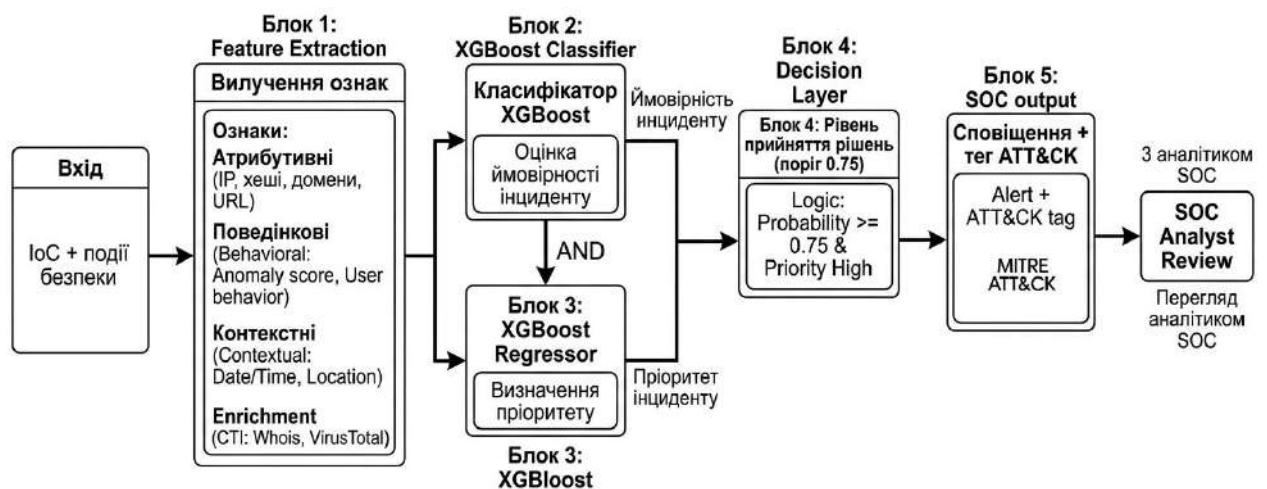 Вхід
ІоС + події
безпеки
Блок 1:
Feature Extraction
Вилучення ознак
Ознаки:
Атрибутивні
(IP, хеші, домени,
URL)
Поведінкові
(Behavioral:
Anomaly score, User
behavior)
Контекстні
(Contextual:
Date/Time, Location)
Enrichment
(CTI: Whois, VirusTotal)
Блок 2:
XGBoost Classifier
Класифікатор
XGBoost
Оцінка
ймовірності
інциденту
AND
Блок 3:
XGBoost
Regressor
Визначення
пріоритету
Блок 3:
XGBloost
Ймовірність
инциденту
Пріоритет
інциденту
Блок 4:
Decision
Layer
Блок 4: Рівень
прийняття рішень
(поріг 0.75)
Logic:
Probability >=
0.75 &
Priority High
Блок 5:
SOC output
Сповіщення +
тег ATT&CK
Alert +
ATT&CK tag
MITRE
ATT&CK
З аналітиком
SOC
SOC
Analyst
Review
Перегляд
аналітиком
SOC